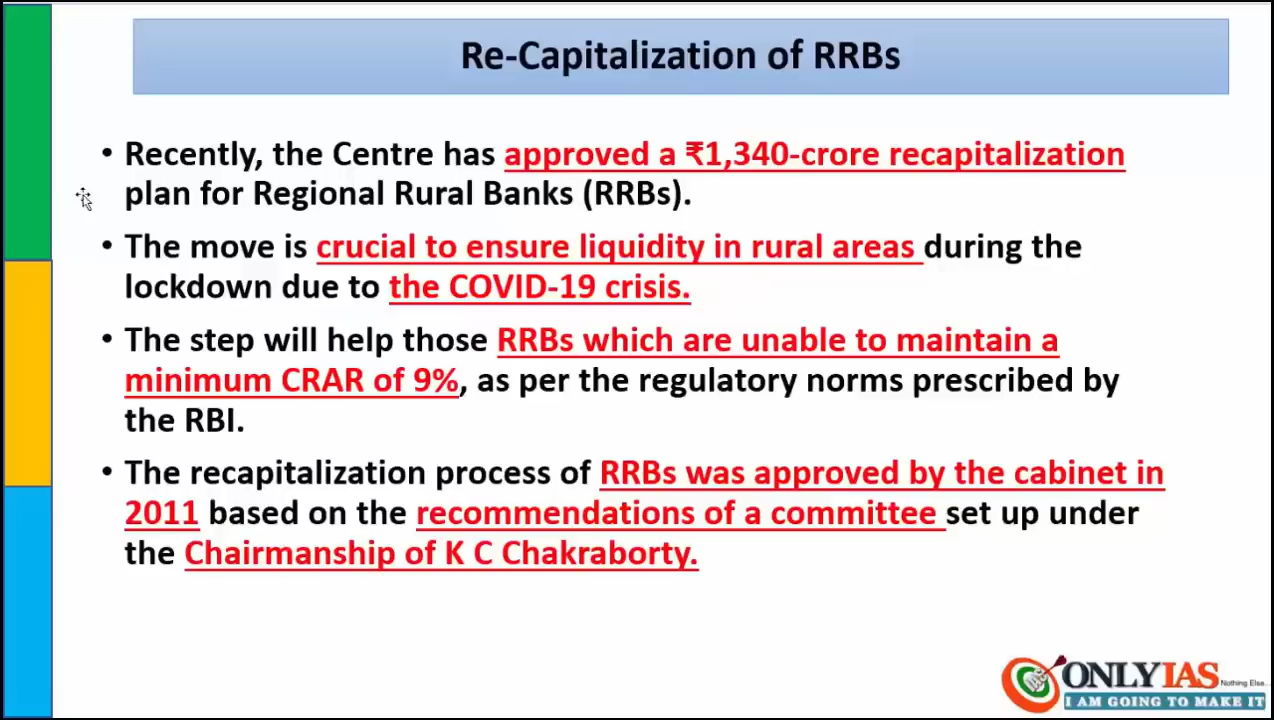 Re-Capitalization of RRBs
• Recently, the Centre has approved a ₹1,340-crore recapitalization
plan for Regional Rural Banks (RRBs).
• The move is crucial to ensure liquidity in rural areas during the
lockdown due to the COVID-19 crisis.
• The step will help those RRBs which are unable to maintain a
minimum CRAR of 9%, as per the regulatory norms prescribed by
the RBI.
• The recapitalization process of RRBs was approved by the cabinet in
2011 based on the recommendations of a committee set up under
the Chairmanship of K C Chakraborty.
ONLYIAS Nothing Else...
I AM GOING TO MAKE IT